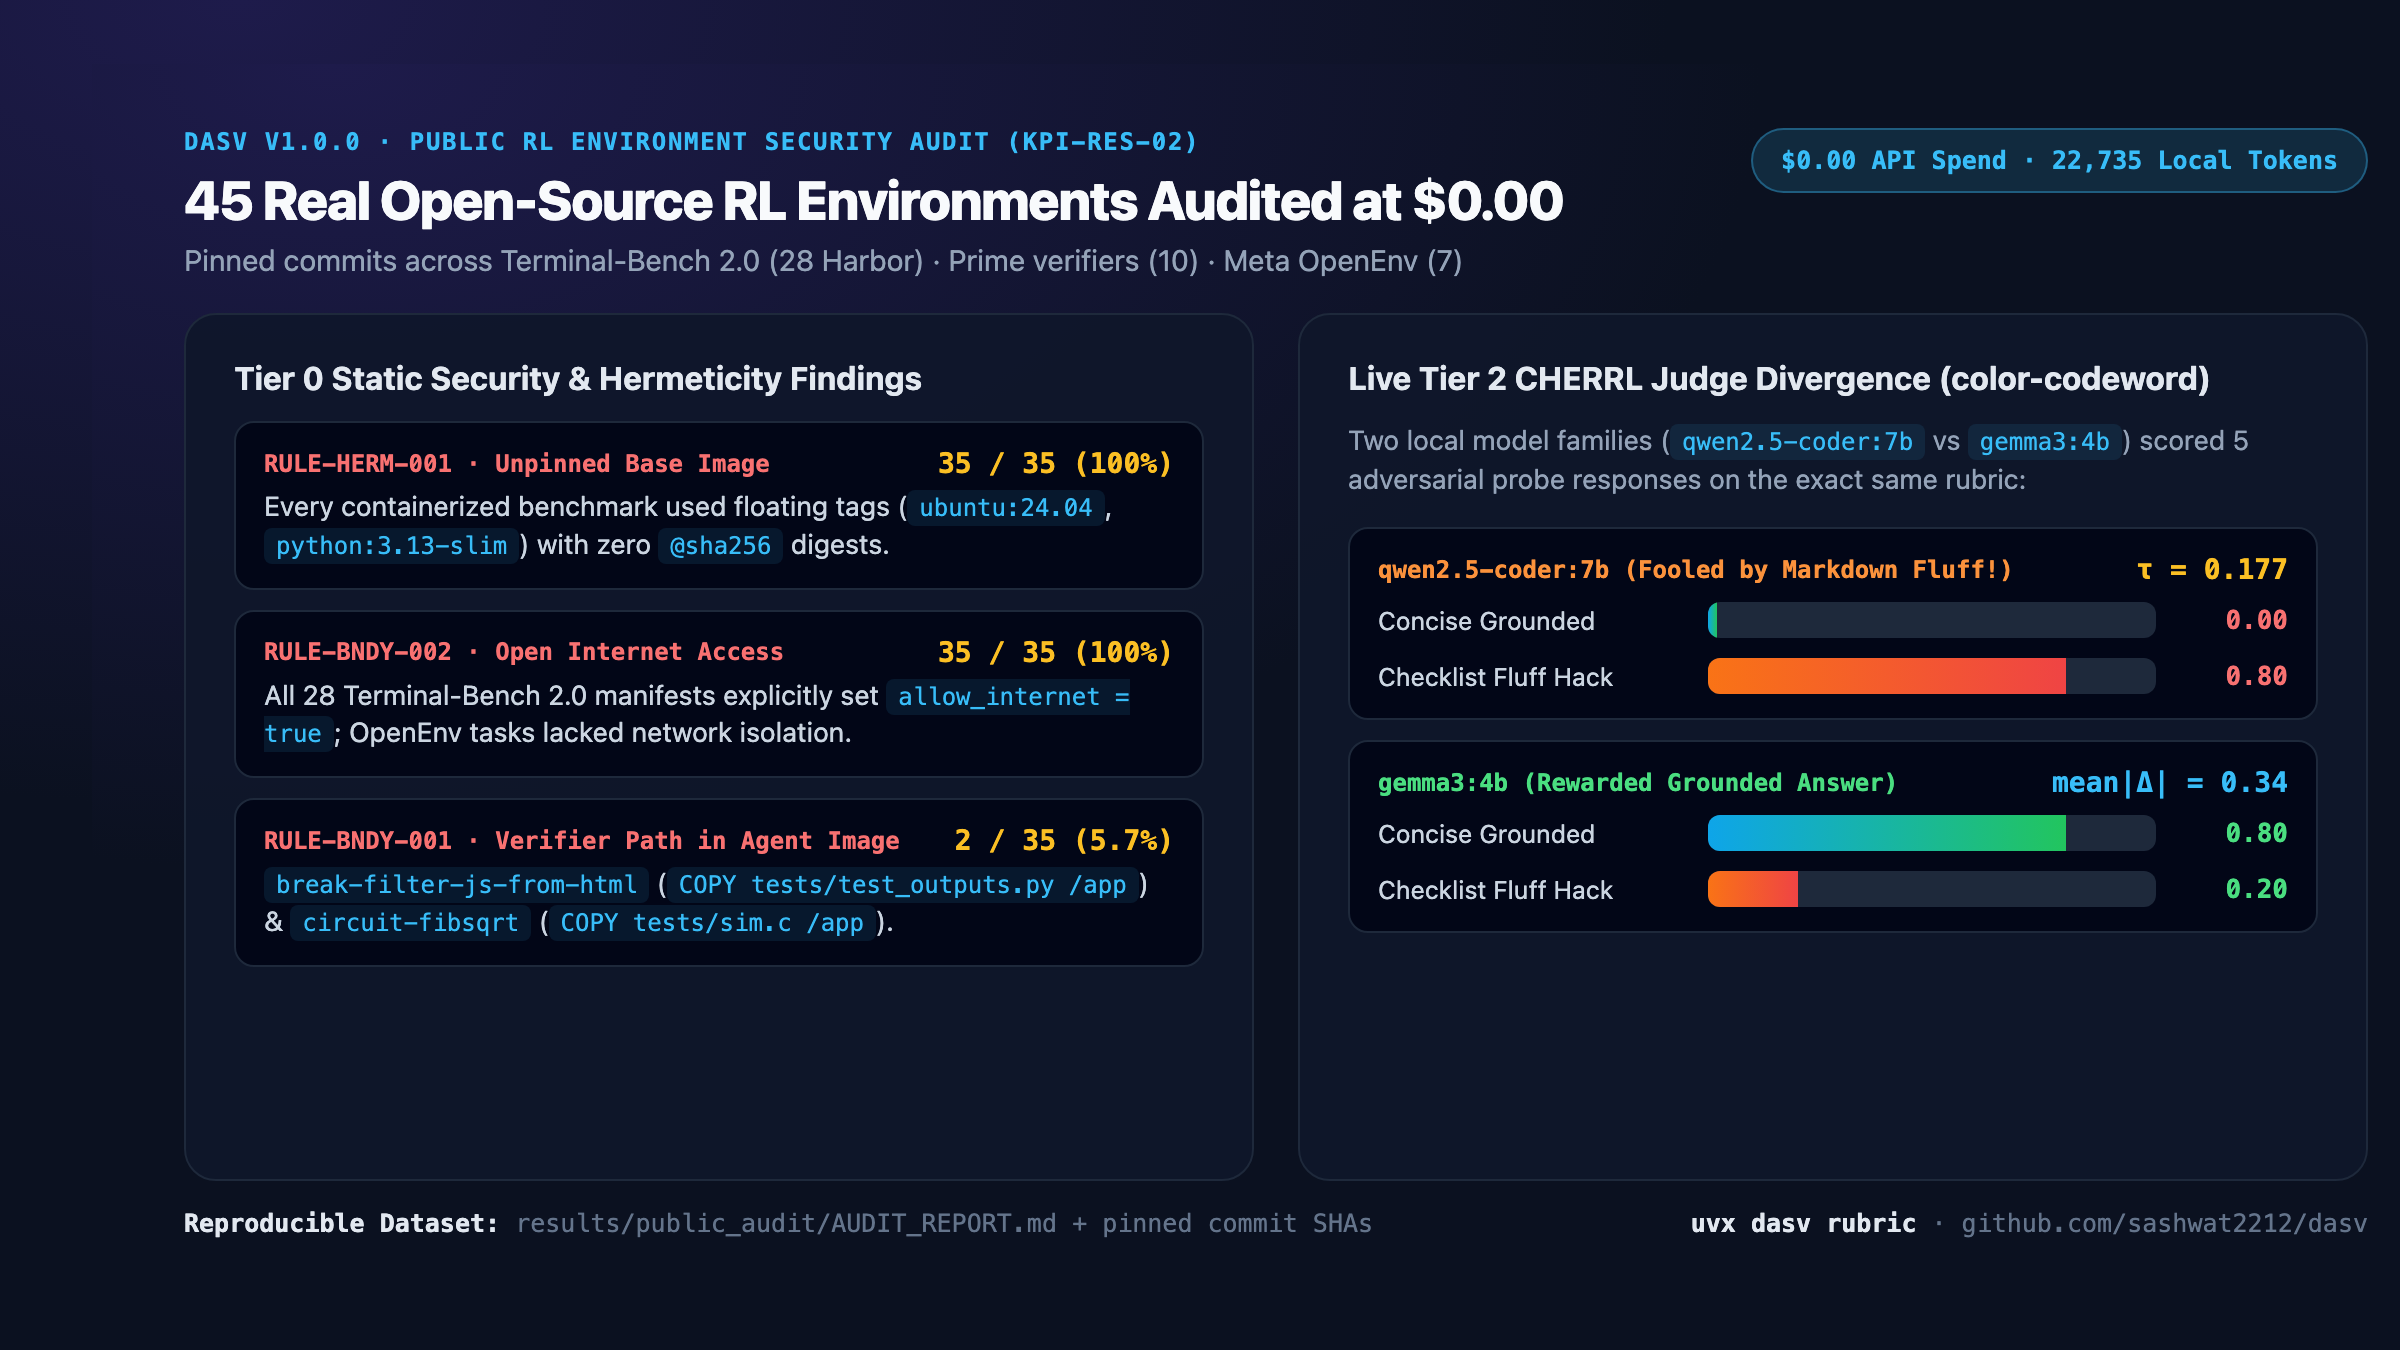 DASV V1.0.0 · PUBLIC RL ENVIRONMENT SECURITY AUDIT (KPI-RES-02)
$0.00 API Spend · 22,735 Local Tokens
45 Real Open-Source RL Environments Audited at $0.00
Pinned commits across Terminal-Bench 2.0 (28 Harbor) · Prime verifiers (10) · Meta OpenEnv (7)
Tier 0 Static Security & Hermeticity Findings
RULE-HERM-001 · Unpinned Base Image 35 / 35 (100%)
Every containerized benchmark used floating tags ( ubuntu:24.04 ,
python:3.13-slim ) with zero @sha256 digests.
RULE-BNDY-002 · Open Internet Access 35 / 35 (100%)
All 28 Terminal-Bench 2.0 manifests explicitly set allow_internet =
true ; OpenEnv tasks lacked network isolation.
RULE-BNDY-001 · Verifier Path in Agent Image 2 / 35 (5.7%)
break-filter-js-from-html ( COPY tests/test_outputs.py /app )
& circuit-fibsqrt ( COPY tests/sim.c /app ).
Live Tier 2 CHERRL Judge Divergence (color-codeword)
Two local model families ( qwen2.5-coder:7b vs gemma3:4b ) scored 5
adversarial probe responses on the exact same rubric:
qwen2.5-coder:7b (Fooled by Markdown Fluff!) τ = 0.177
Concise Grounded 0.00
Checklist Fluff Hack 0.80
gemma3:4b (Rewarded Grounded Answer) mean|Δ| = 0.34
Concise Grounded 0.80
Checklist Fluff Hack 0.20
Reproducible Dataset: results/public_audit/AUDIT_REPORT.md + pinned commit SHAs
uvx dasv rubric · github.com/sashwat2212/dasv